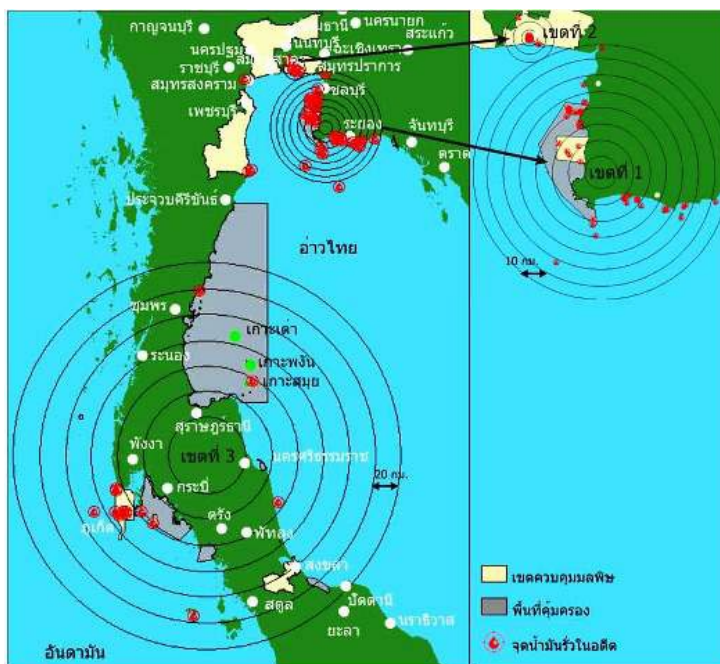 กาญจนบุรี
นครนายก
นครปฐม
นนทบุรี
ฉะเชิงเทรา
สระแก้ว
ราชบุรี
สมุทรปราการ
สมุทรสงคราม
ชลบุรี
เพชรบุรี
ระยอง
จันทบุรี
ตราด
ประจวบคีรีขันธ์
อ่าวไทย
ชุมพร
เกาะเต่า
ระนอง
เกาะพงัน
เกาะสมุย
สุราษฎร์ธานี
พังงา
เขตที่ 3
นครศรีธรรมราช
20 กม.
กระบี่
ภูเก็ต
ตรัง
พัทลุง
สงขลา
สตูล
ปัตตานี
ยะลา
นราธิวาส
อันดามัน
เขตที่ 2
เขตที่ 1
10 กม.
เขตควบคุมมลพิษ
พื้นที่คุ้มครอง
จุดน้ำมันรั่วในอดีต